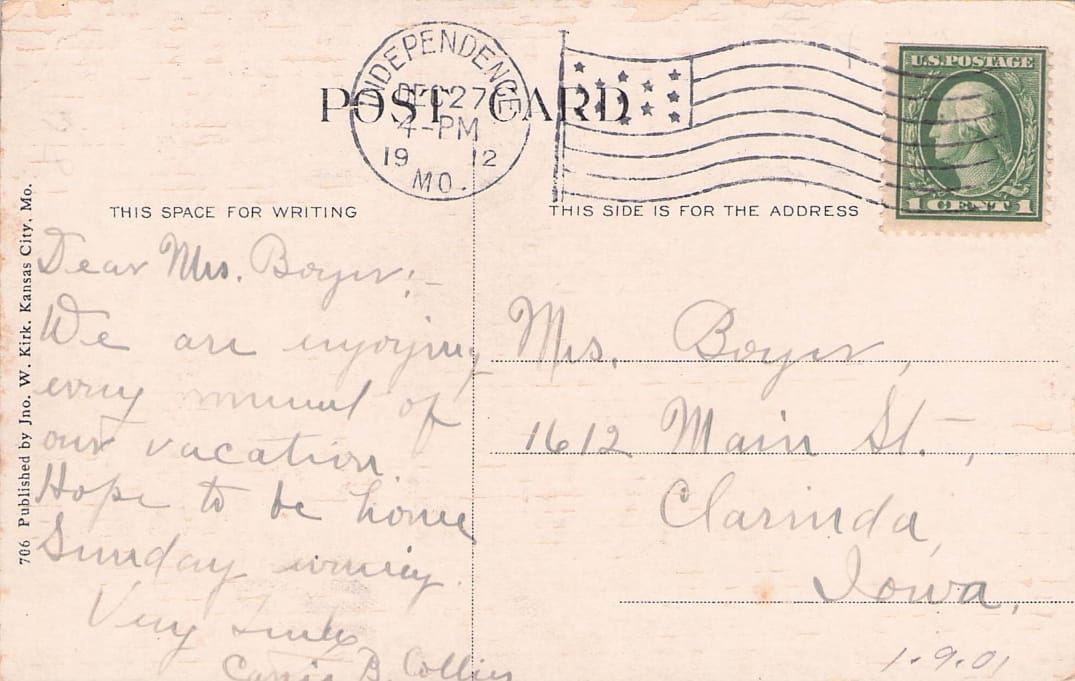 POST CARD
INDEPENDENCE
DEC 27
4-PM
19 12
MO.
U.S. POSTAGE
1 CENT 1
THIS SPACE FOR WRITING
THIS SIDE IS FOR THE ADDRESS
706 Published by Jno. W. Kirk, Kansas City, Mo.
Dear Mrs. Boyer:-
We are enjoying
every minute of
our vacation.
Hope to be home
Sunday evening.
Very
Carrie B. Collier
Mrs. Boyer,
1612 Main St.-,
Clarinda,
Iowa.
1.9.01